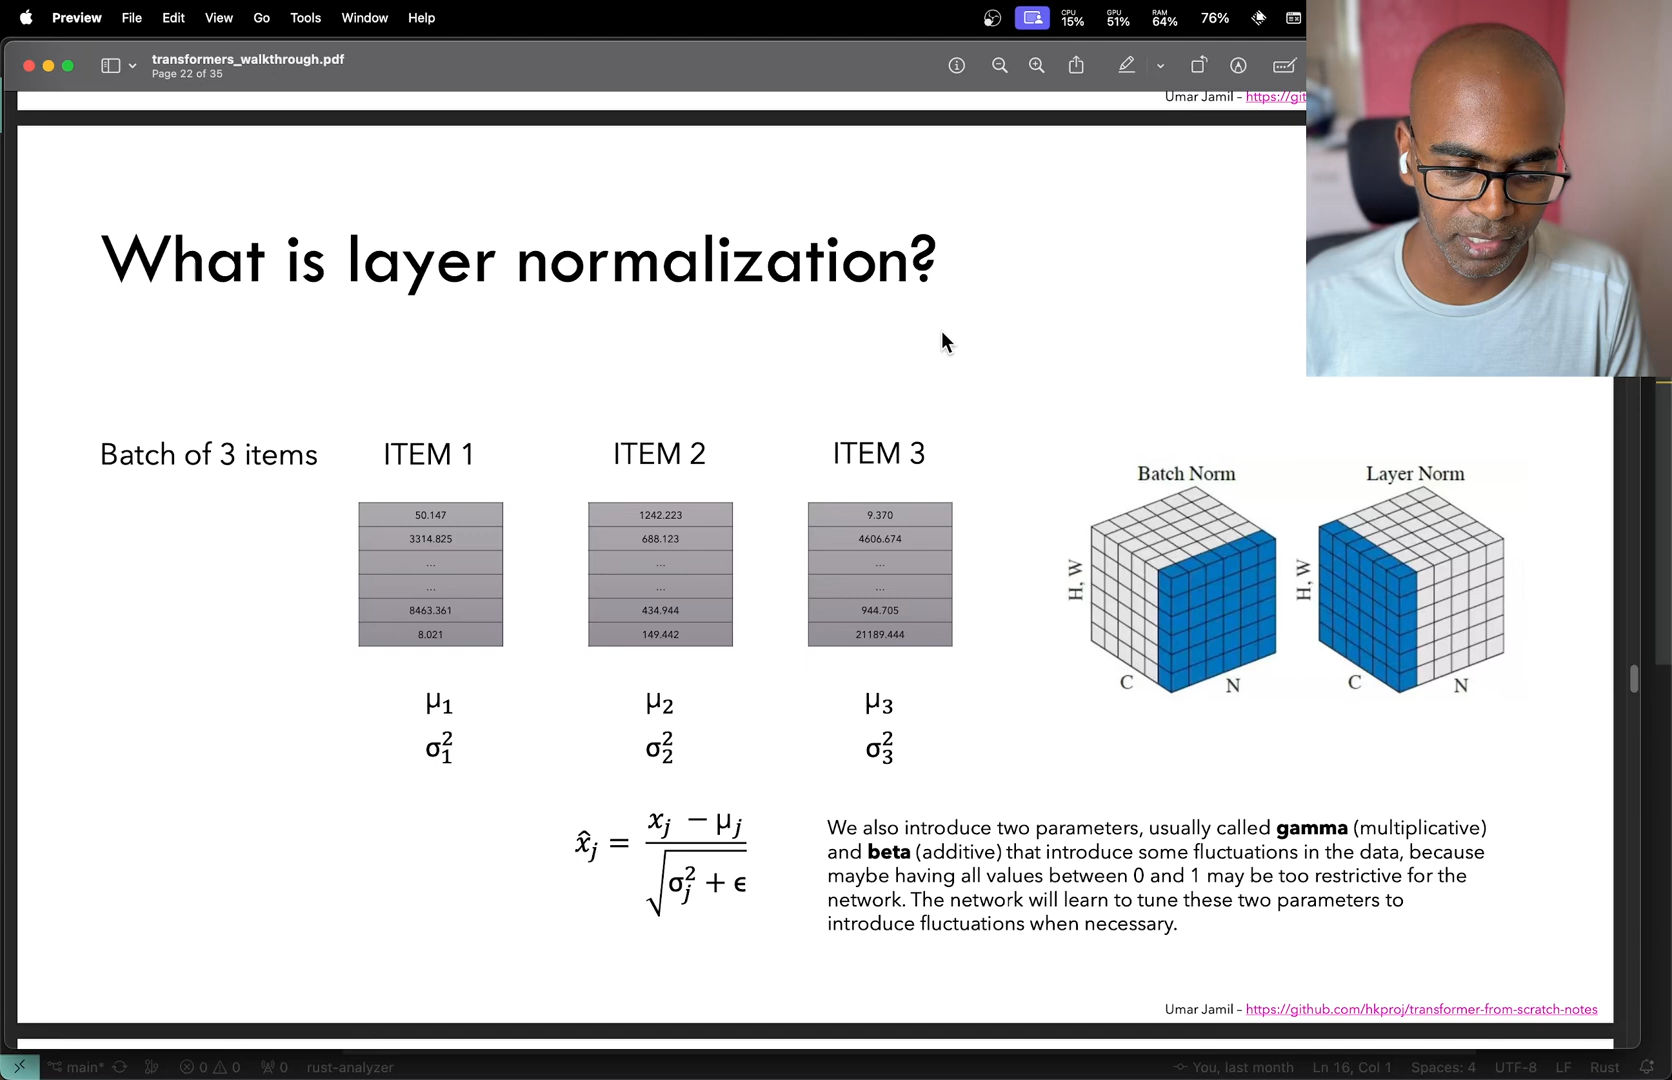 Preview File Edit View Go Tools Window Help
CPU 15% GPU 51% RAM 64% 76%
transformers_walkthrough.pdf
Page 22 of 35
Umar Jamil – https://git
What is layer normalization?
Batch of 3 items ITEM 1 ITEM 2 ITEM 3
50.147 1242.223 9.370
3314.825 688.123 4606.674
... ... ...
... ... ...
8463.361 434.944 944.705
8.021 149.442 21189.444
μ₁ μ₂ μ₃
σ₁² σ₂² σ₃²
x̂ⱼ = (xⱼ − μⱼ) / √(σⱼ² + ϵ)
Batch Norm Layer Norm
H, W C N H, W C N
We also introduce two parameters, usually called gamma (multiplicative)
and beta (additive) that introduce some fluctuations in the data, because
maybe having all values between 0 and 1 may be too restrictive for the
network. The network will learn to tune these two parameters to
introduce fluctuations when necessary.
Umar Jamil – https://github.com/hkproj/transformer-from-scratch-notes
main* 0 0 0 rust-analyzer You, last month Ln 16, Col 1 Spaces: 4 UTF-8 LF Rust